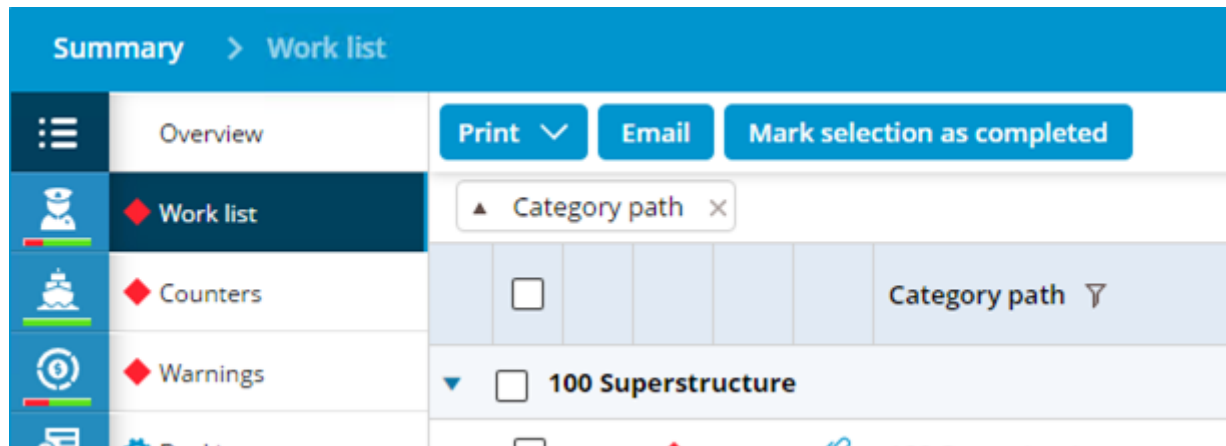 Summary > Work list
Overview
Print
Email
Mark selection as completed
Work list
Category path
Counters
Category path
Warnings
100 Superstructure